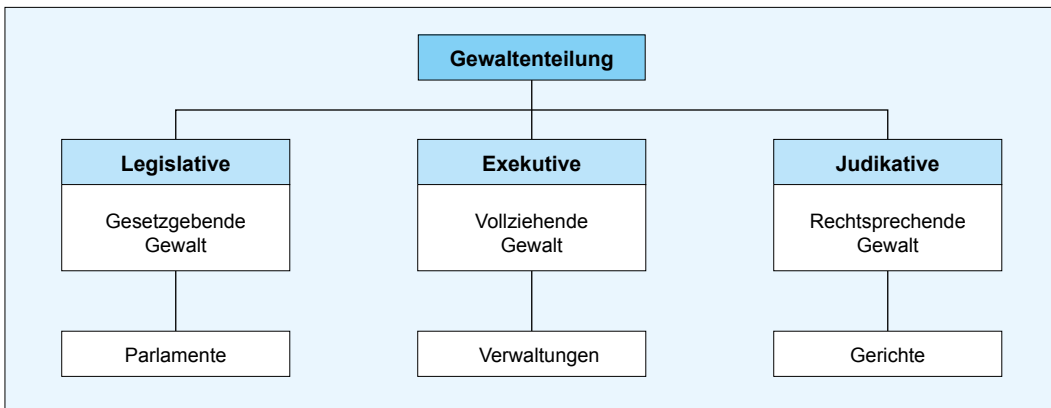 Gewaltenteilung
Legislative
Gesetzgebende
Gewalt
Parlamente
Exekutive
Vollziehende
Gewalt
Verwaltungen
Judikative
Rechtsprechende
Gewalt
Gerichte